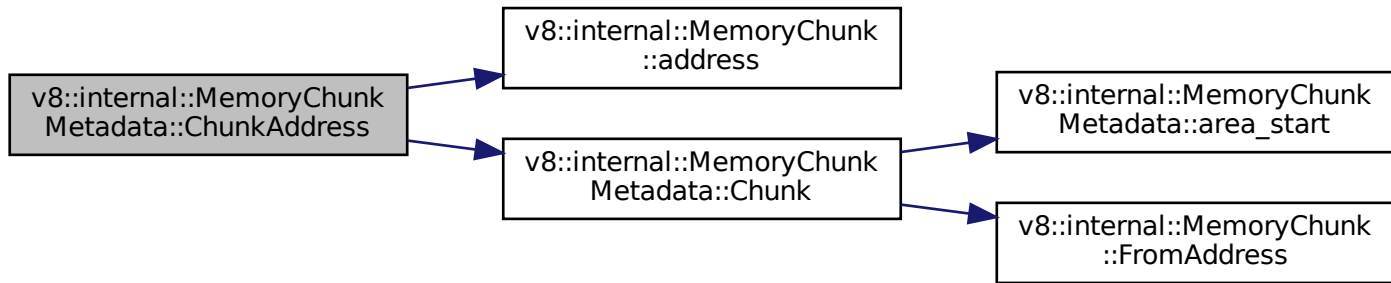 v8::internal::MemoryChunk
Metadata::ChunkAddress
v8::internal::MemoryChunk
::address
v8::internal::MemoryChunk
Metadata::Chunk
v8::internal::MemoryChunk
Metadata::area_start
v8::internal::MemoryChunk
::FromAddress